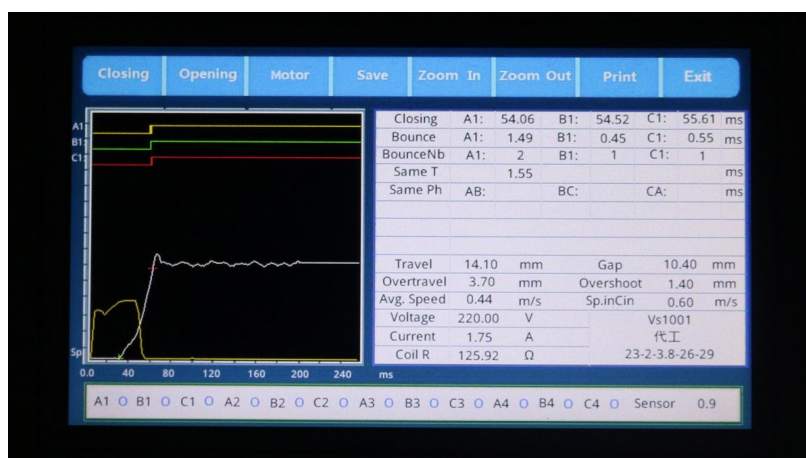 Closing Opening Motor Save Zoom In Zoom Out Print Exit
Closing A1: 54.06 B1: 54.52 C1: 55.61 ms
Bounce A1: 1.49 B1: 0.45 C1: 0.55 ms
BounceNb A1: 2 B1: 1 C1: 1
Same T 1.55 ms
Same Ph AB: BC: CA: ms
Travel 14.10 mm Gap 10.40 mm
Overtravel 3.70 mm Overshoot 1.40 mm
Avg. Speed 0.44 m/s Sp.inCin 0.60 m/s
Voltage 220.00 V Vs1001
Current 1.75 A 代工
Coil R 125.92 Ω 23-2-3.8-26-29
A1
B1
C1
Sp
0.0 40 80 120 160 200 240 ms
A1 O B1 O C1 O A2 O B2 O C2 O A3 O B3 O C3 O A4 O B4 O C4 O Sensor 0.9